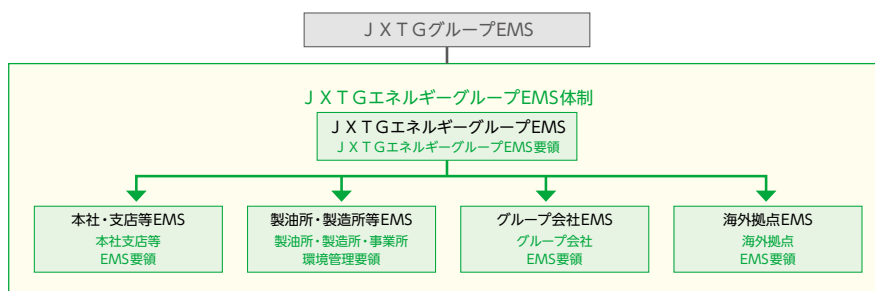 ＪＸＴＧグループEMS
ＪＸＴＧエネルギーグループEMS体制
ＪＸＴＧエネルギーグループEMS
ＪＸＴＧエネルギーグループEMS要領
本社・支店等EMS
本社支店等
EMS要領
製油所・製造所等EMS
製油所・製造所・事業所
環境管理要領
グループ会社EMS
グループ会社
EMS要領
海外拠点EMS
海外拠点
EMS要領